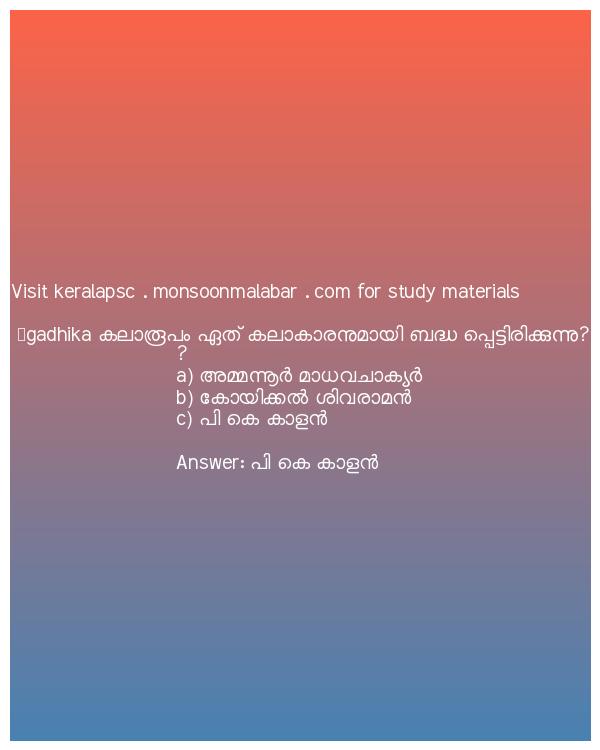 Visit keralapsc . monsoonmalabar . com for study materials
gadhika കലാരൂപം ഏത് കലാകാരനുമായി ബദ്ധ പ്പെട്ടിരിക്കുന്നു?
?
a) അമ്മന്നൂർ മാധവചാക്യർ
b) കോയിക്കൽ ശിവരാമൻ
c) പി കെ കാളൻ
Answer: പി കെ കാളൻ